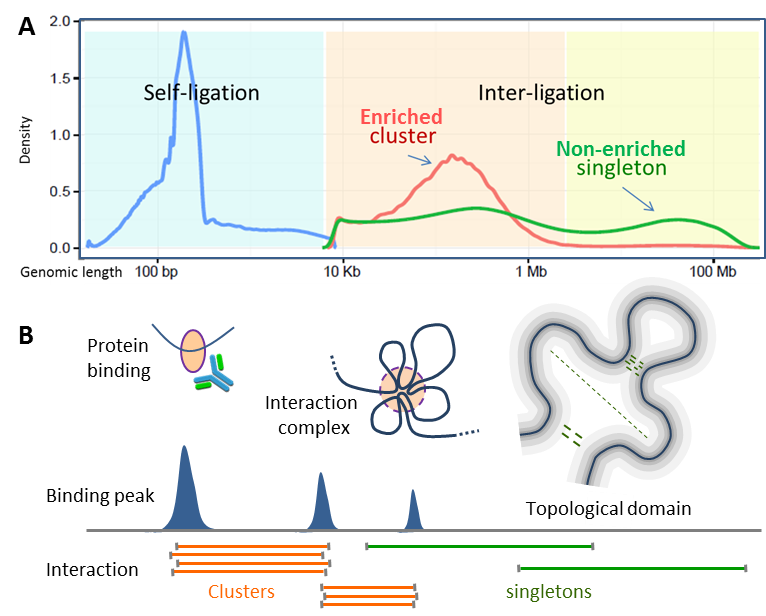 A
2.0
1.5
1.0
0.5
0.0
Density
Self-ligation
Inter-ligation
Enriched
cluster
Non-enriched
singleton
Genomic length 100 bp 10 Kb 1 Mb 100 Mb
B
Protein
binding
Interaction
complex
Topological domain
Binding peak
Interaction
Clusters
singletons